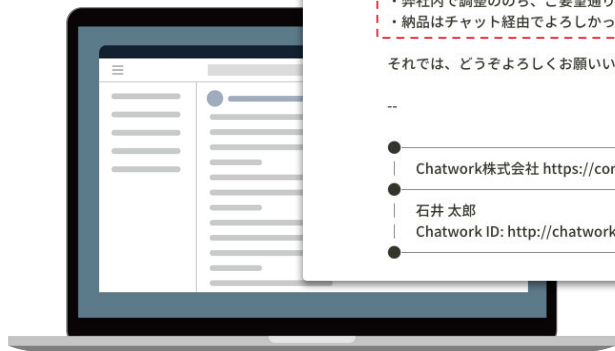 ・弊社内で調整ののち、ご要望通り
・納品はチャット経由でよろしかっ
それでは、どうぞよろしくお願いい
--
Chatwork株式会社 https://cor
石井 太郎
Chatwork ID: http://chatwork